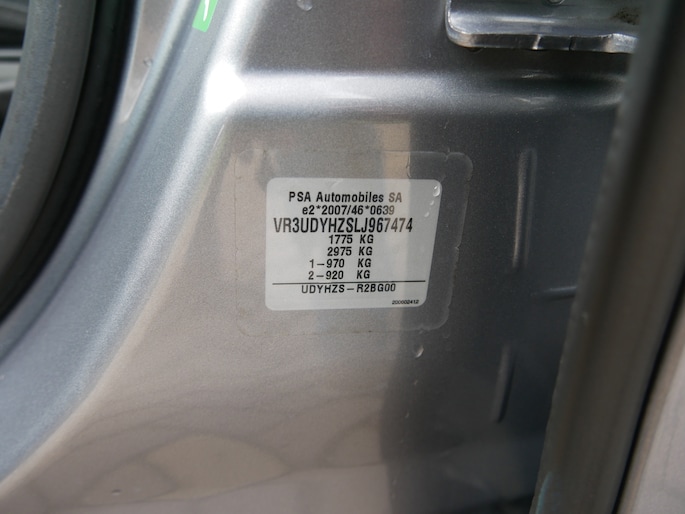 PSA Automobiles SA
e2*2007/46*0639
VR3UDYHZSLJ967474
1775 KG
2975 KG
1-970 KG
2-920 KG
UDYHZS-R2BG00